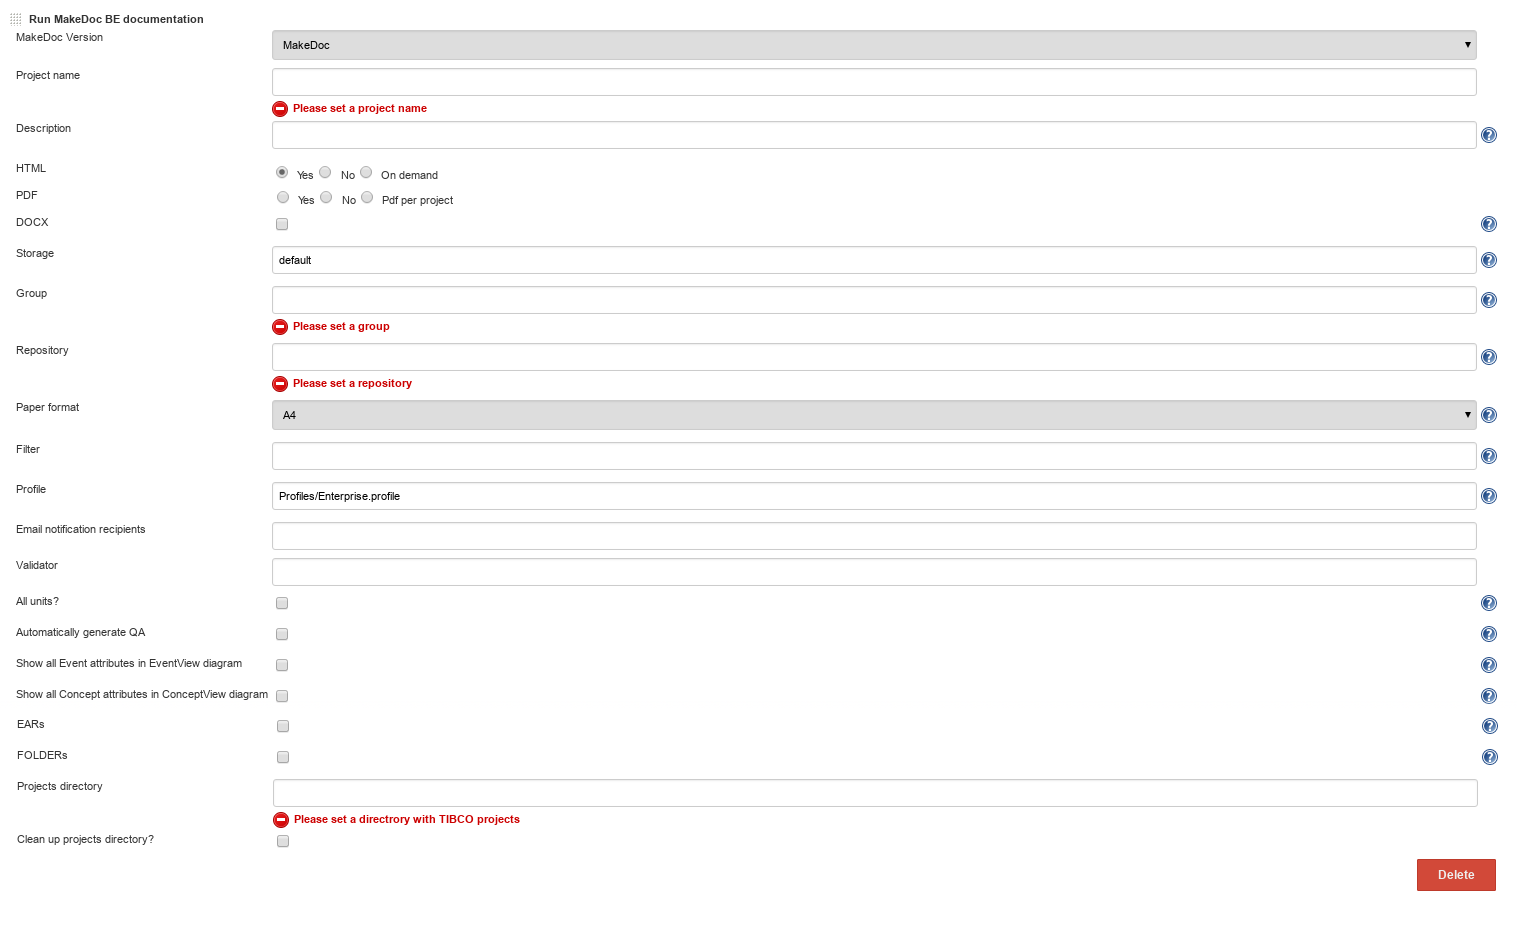 Run MakeDoc BE documentation
MakeDoc Version
MakeDoc
Project name
Please set a project name
Description
HTML
Yes No On demand
PDF
Yes No Pdf per project
DOCX
Storage
default
Group
Please set a group
Repository
Please set a repository
Paper format
A4
Filter
Profile
Profiles/Enterprise.profile
Email notification recipients
Validator
All units?
Automatically generate QA
Show all Event attributes in EventView diagram
Show all Concept attributes in ConceptView diagram
EARs
FOLDERs
Projects directory
Please set a directrory with TIBCO projects
Clean up projects directory?
Delete